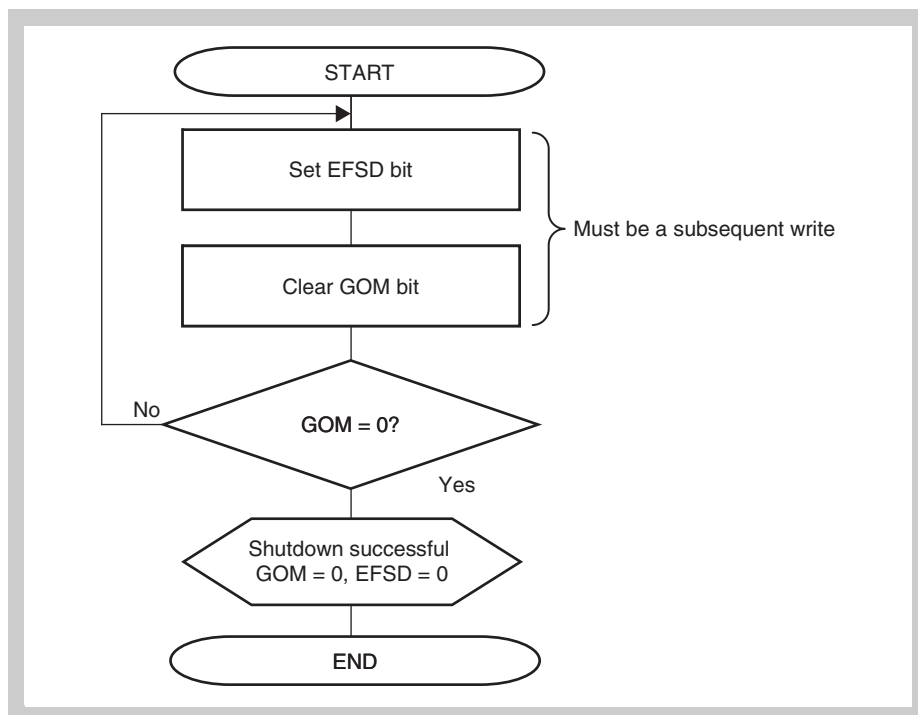 START
Set EFSD bit
Must be a subsequent write
Clear GOM bit
No
GOM = 0?
Yes
Shutdown successful
GOM = 0, EFSD = 0
END